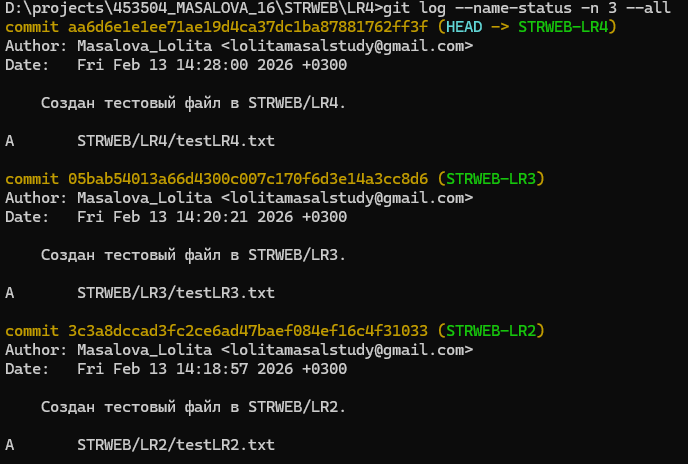 D:\projects\453504_MASALOVA_16\STRWEB\LR4>git log --name-status -n 3 --all
commit aa6d6e1e1ee71ae19d4ca37dc1ba87881762ff3f (HEAD -> STRWEB-LR4)
Author: Masalova_Lolita <lolitamasalstudy@gmail.com>
Date:   Fri Feb 13 14:28:00 2026 +0300
    Создан тестовый файл в STRWEB/LR4.
A       STRWEB/LR4/testLR4.txt
commit 05bab54013a66d4300c007c170f6d3e14a3cc8d6 (STRWEB-LR3)
Author: Masalova_Lolita <lolitamasalstudy@gmail.com>
Date:   Fri Feb 13 14:20:21 2026 +0300
    Создан тестовый файл в STRWEB/LR3.
A       STRWEB/LR3/testLR3.txt
commit 3c3a8dccad3fc2ce6ad47baef084ef16c4f31033 (STRWEB-LR2)
Author: Masalova_Lolita <lolitamasalstudy@gmail.com>
Date:   Fri Feb 13 14:18:57 2026 +0300
    Создан тестовый файл в STRWEB/LR2.
A       STRWEB/LR2/testLR2.txt